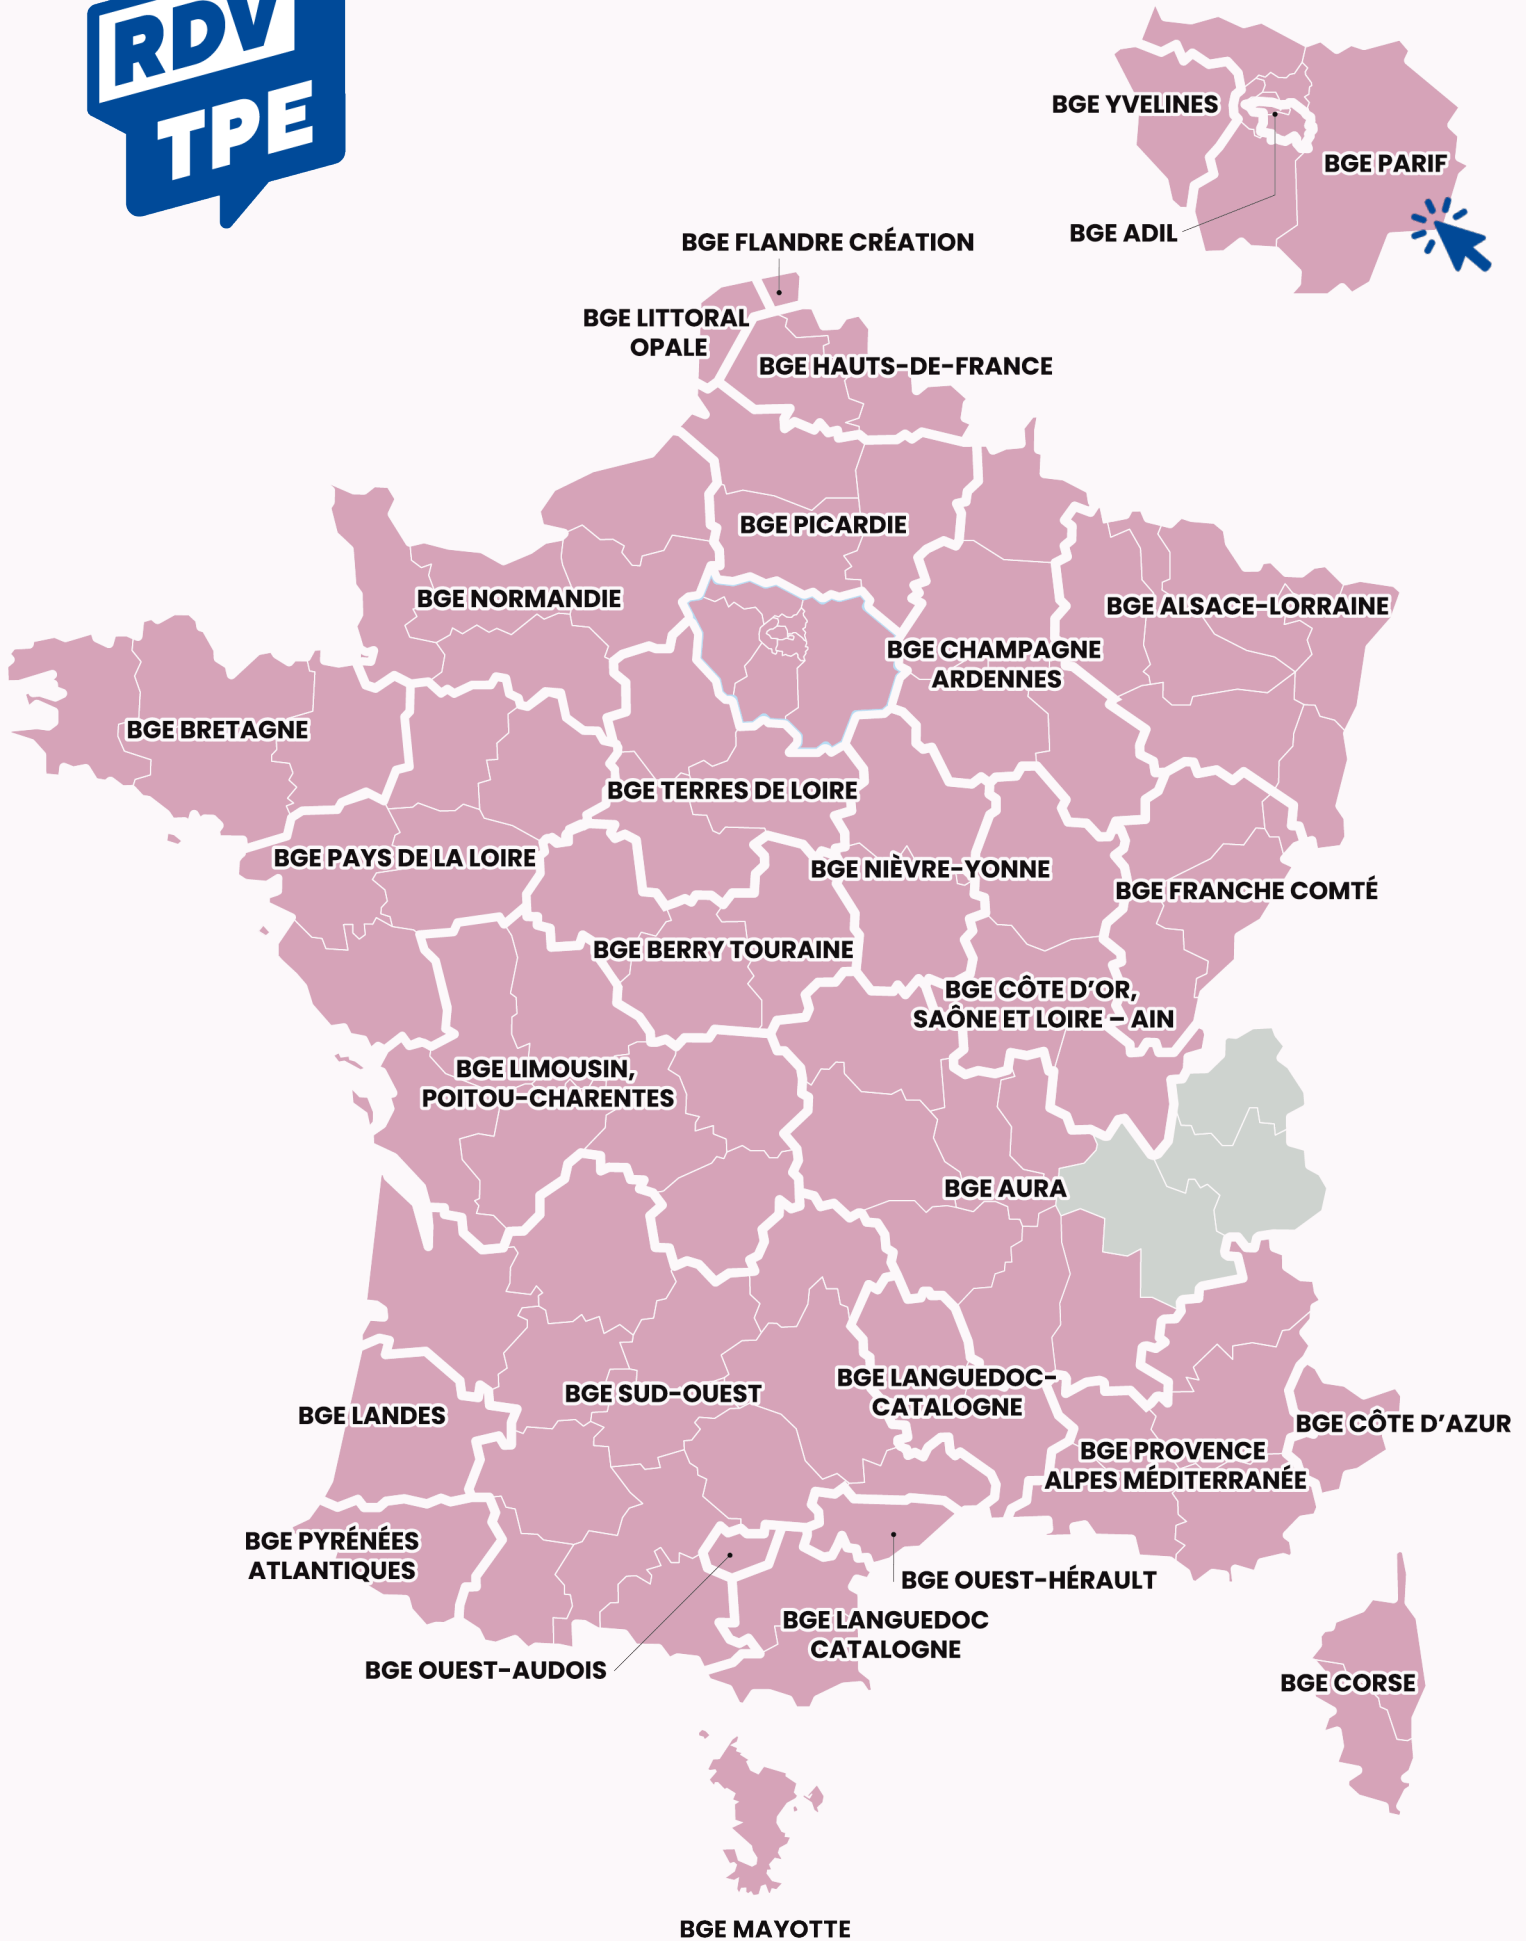 RDV
TPE
BGE YVELINES
BGE PARIF
BGE ADIL
BGE FLANDRE CRÉATION
BGE LITTORAL
OPALE
BGE HAUTS-DE-FRANCE
BGE PICARDIE
BGE NORMANDIE
BGE ALSACE-LORRAINE
BGE CHAMPAGNE
ARDENNES
BGE BRETAGNE
BGE TERRES DE LOIRE
BGE PAYS DE LA LOIRE
BGE NIÈVRE-YONNE
BGE FRANCHE COMTÉ
BGE BERRY TOURAINE
BGE CÔTE D’OR,
SAÔNE ET LOIRE – AIN
BGE LIMOUSIN,
POITOU-CHARENTES
BGE AURA
BGE LANGUEDOC-
CATALOGNE
BGE SUD-OUEST
BGE LANDES
BGE CÔTE D’AZUR
BGE PROVENCE
ALPES MÉDITERRANÉE
BGE PYRÉNÉES
ATLANTIQUES
BGE OUEST-HÉRAULT
BGE LANGUEDOC
CATALOGNE
BGE OUEST-AUDOIS
BGE CORSE
BGE MAYOTTE